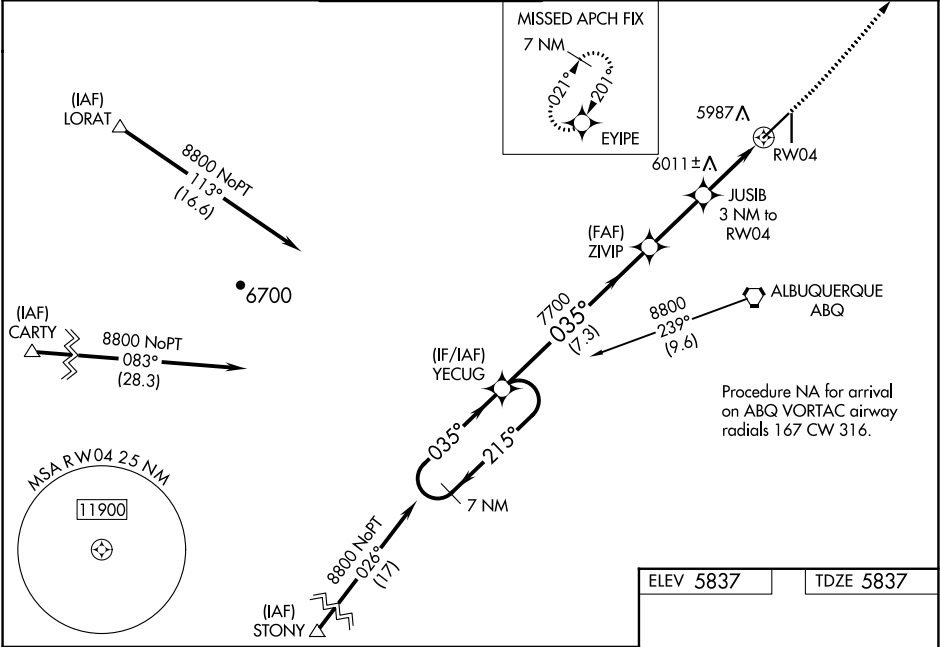 MISSED APCH FIX
7 NM
021°
201°
EYIPE
(IAF)
LORAT
8800 NoPT
113°
(16.6)
5987
RW04
6011±
JUSIB
3 NM to
RW04
(FAF)
ZIVIP
6700
ALBUQUERQUE
ABQ
8800
239°
(9.6)
7700
035°
(7.3)
(IAF)
CARTY
8800 NoPT
083°
(28.3)
(IF/IAF)
YECUG
Procedure NA for arrival
on ABQ VORTAC airway
radials 167 CW 316.
035°
215°
7 NM
MSA RW04 25 NM
11900
8800 NoPT
026°
(17)
(IAF)
STONY
ELEV 5837
TDZE 5837